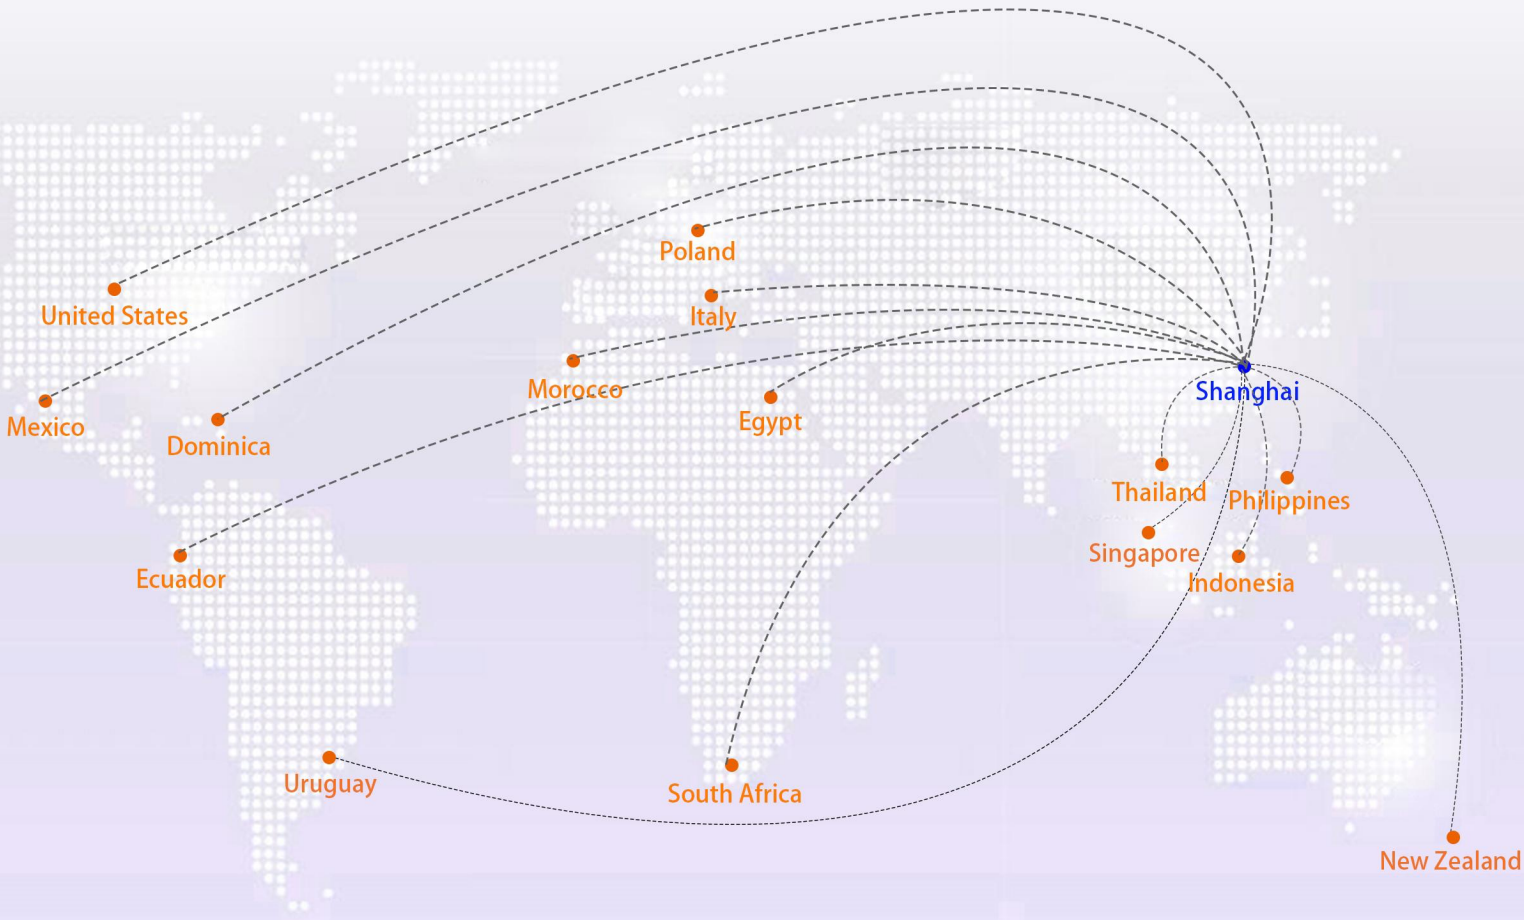 Poland
United States
Italy
Morocco
Shanghai
Mexico
Egypt
Dominica
Thailand
Philippines
Singapore
Ecuador
Indonesia
Uruguay
South Africa
New Zealand